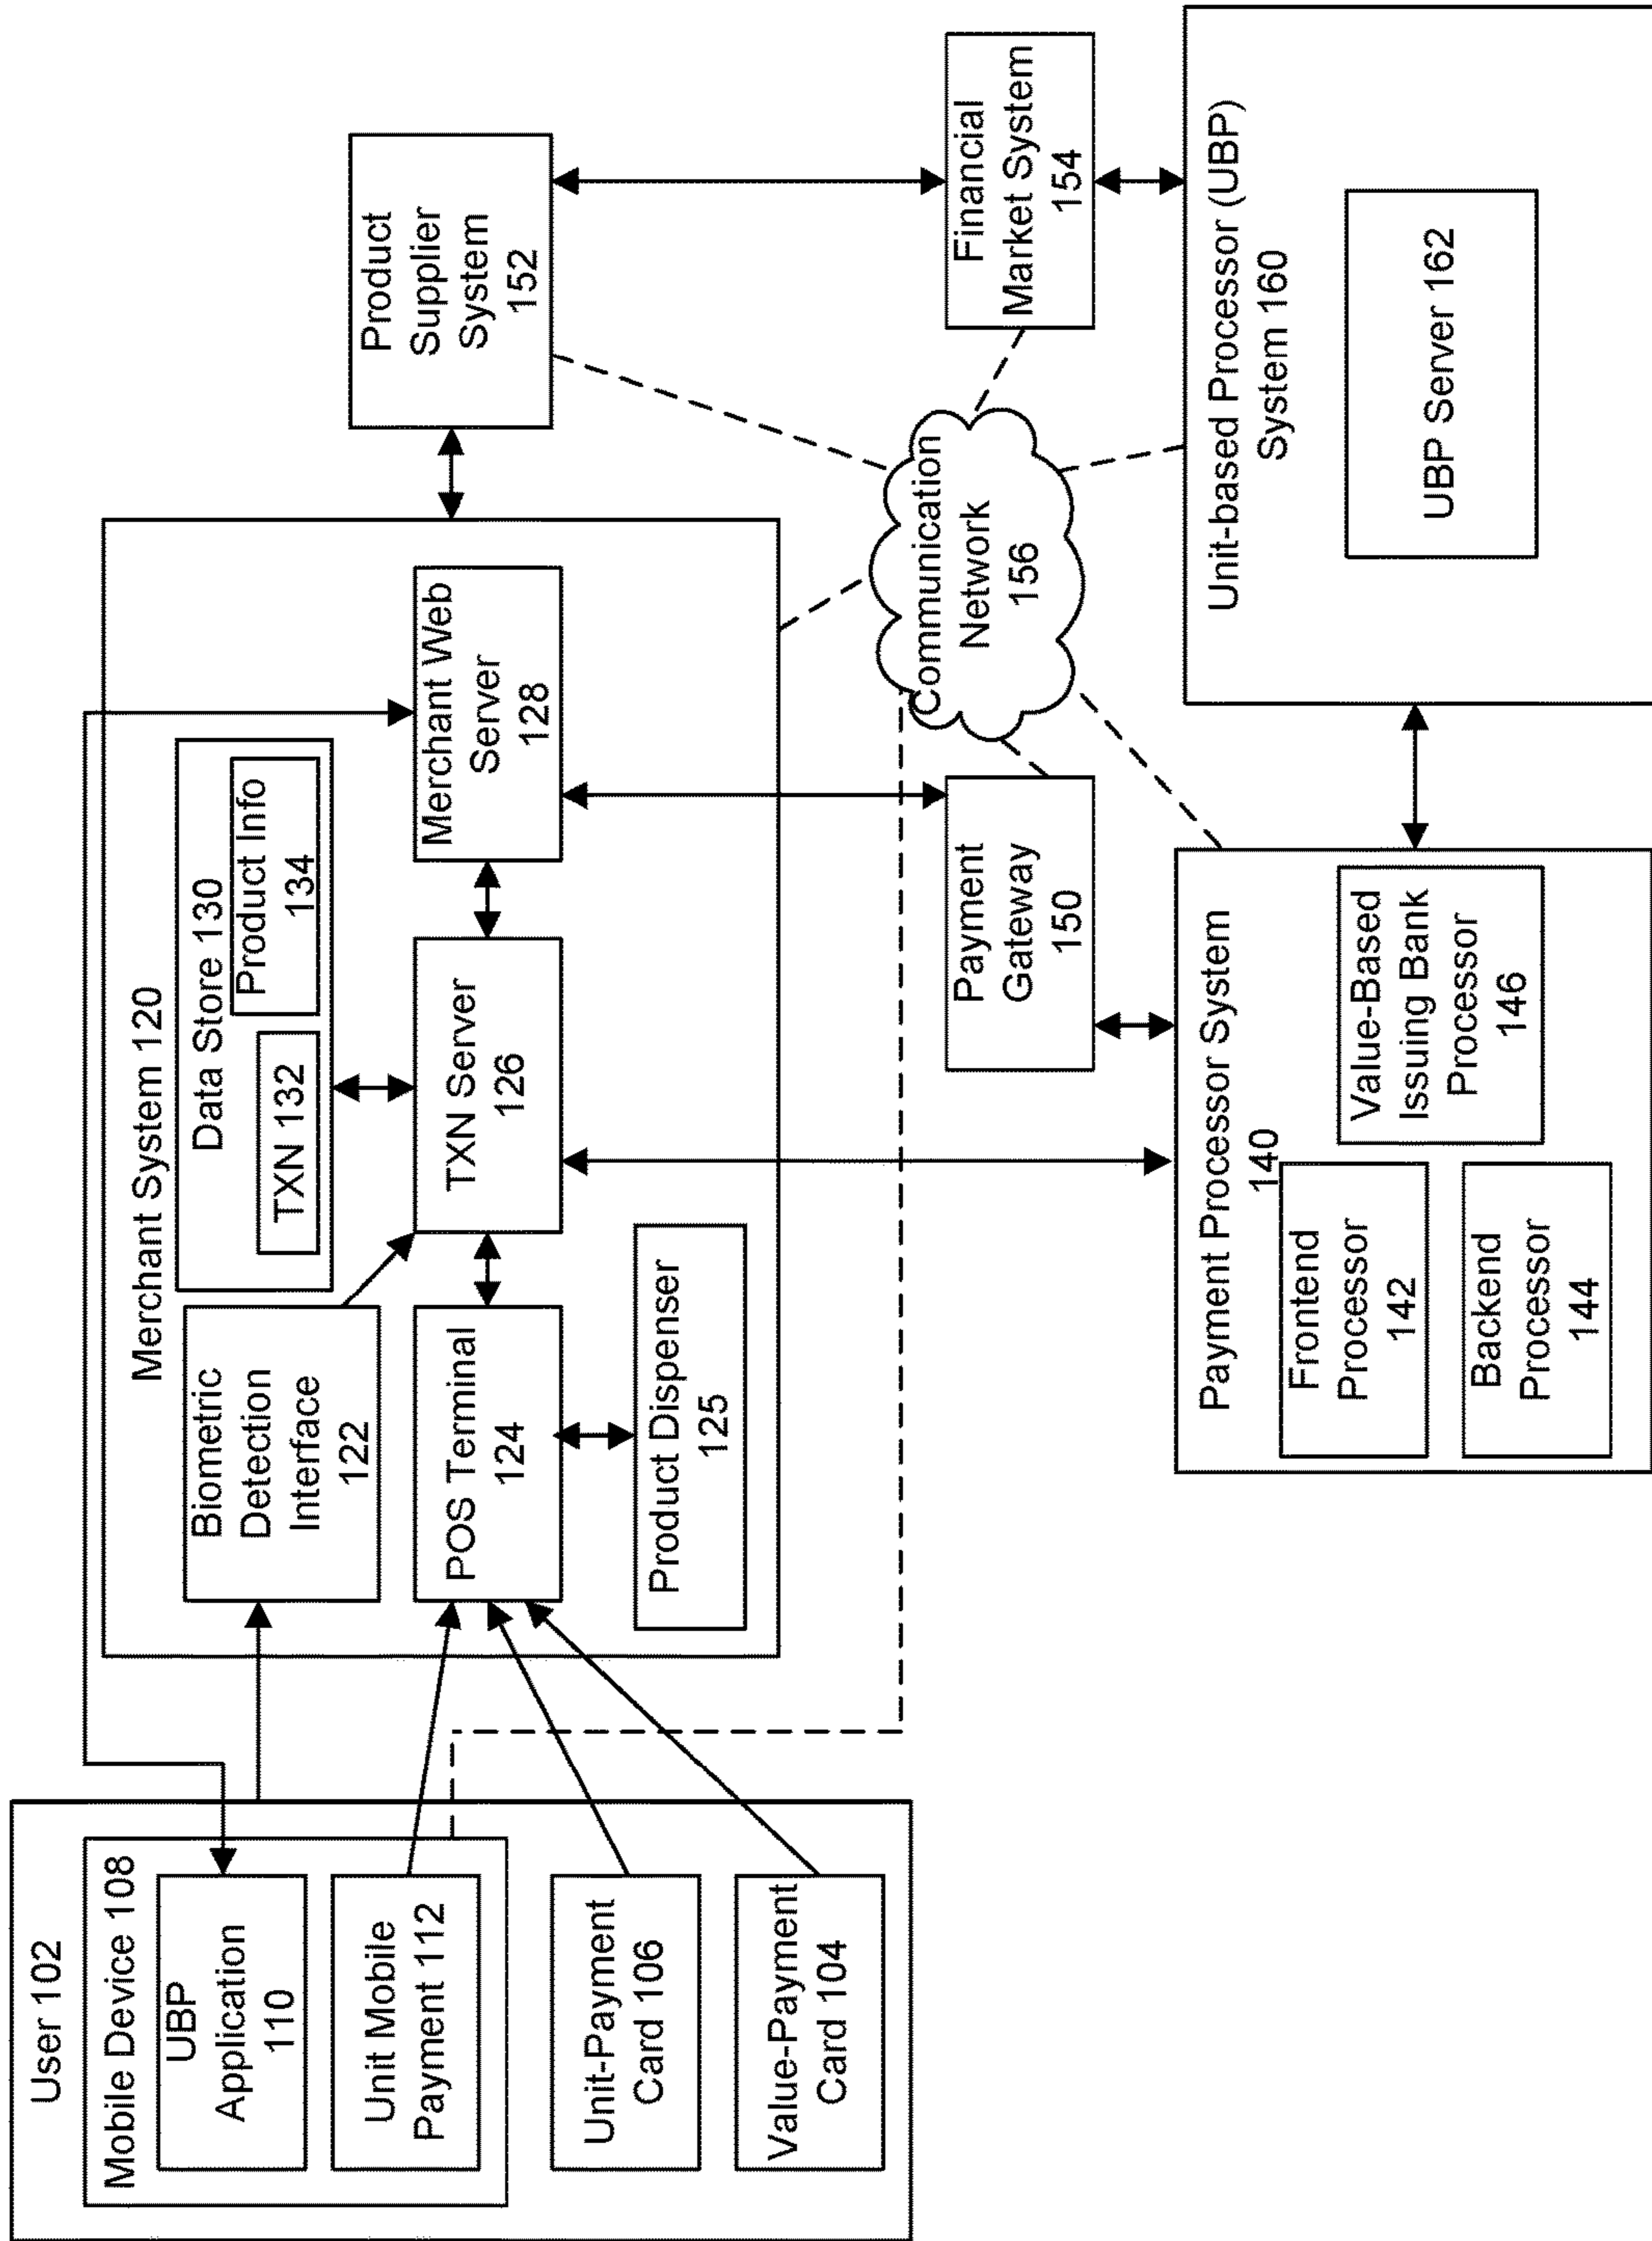 User 102
Mobile Device 108
UBP
Application
110
Unit Mobile
Payment 112
Unit-Payment
Card 106
Value-Payment
Card 104
Merchant System 120
Biometric
Detection
Interface
122
Data Store 130
TXN 132
Product Info
134
POS Terminal
124
TXN Server
126
Merchant Web
Server
128
Product Dispenser
125
Product
Supplier
System
152
Payment
Gateway
150
Communication
Network
156
Financial
Market System
154
Payment Processor System
140
Frontend
Processor
142
Backend
Processor
144
Value-Based
Issuing Bank
Processor
146
Unit-based Processor (UBP)
System 160
UBP Server 162